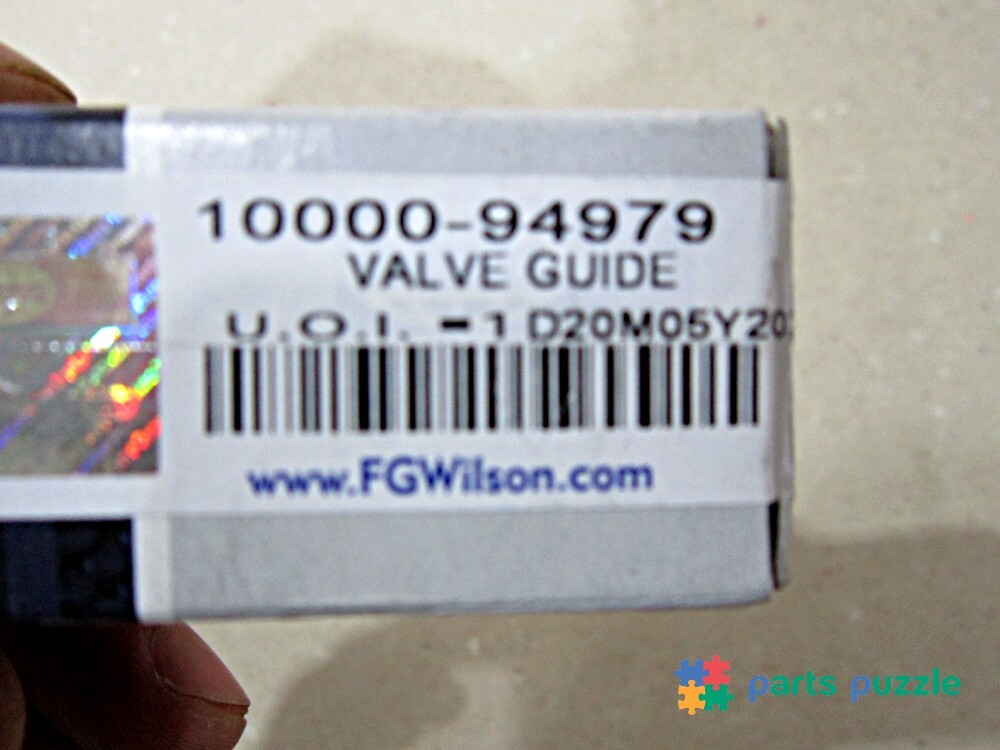 10000-94979
VALVE GUIDE
U.O.I. -1 D20M05Y20
www.FGWilson.com
parts puzzle